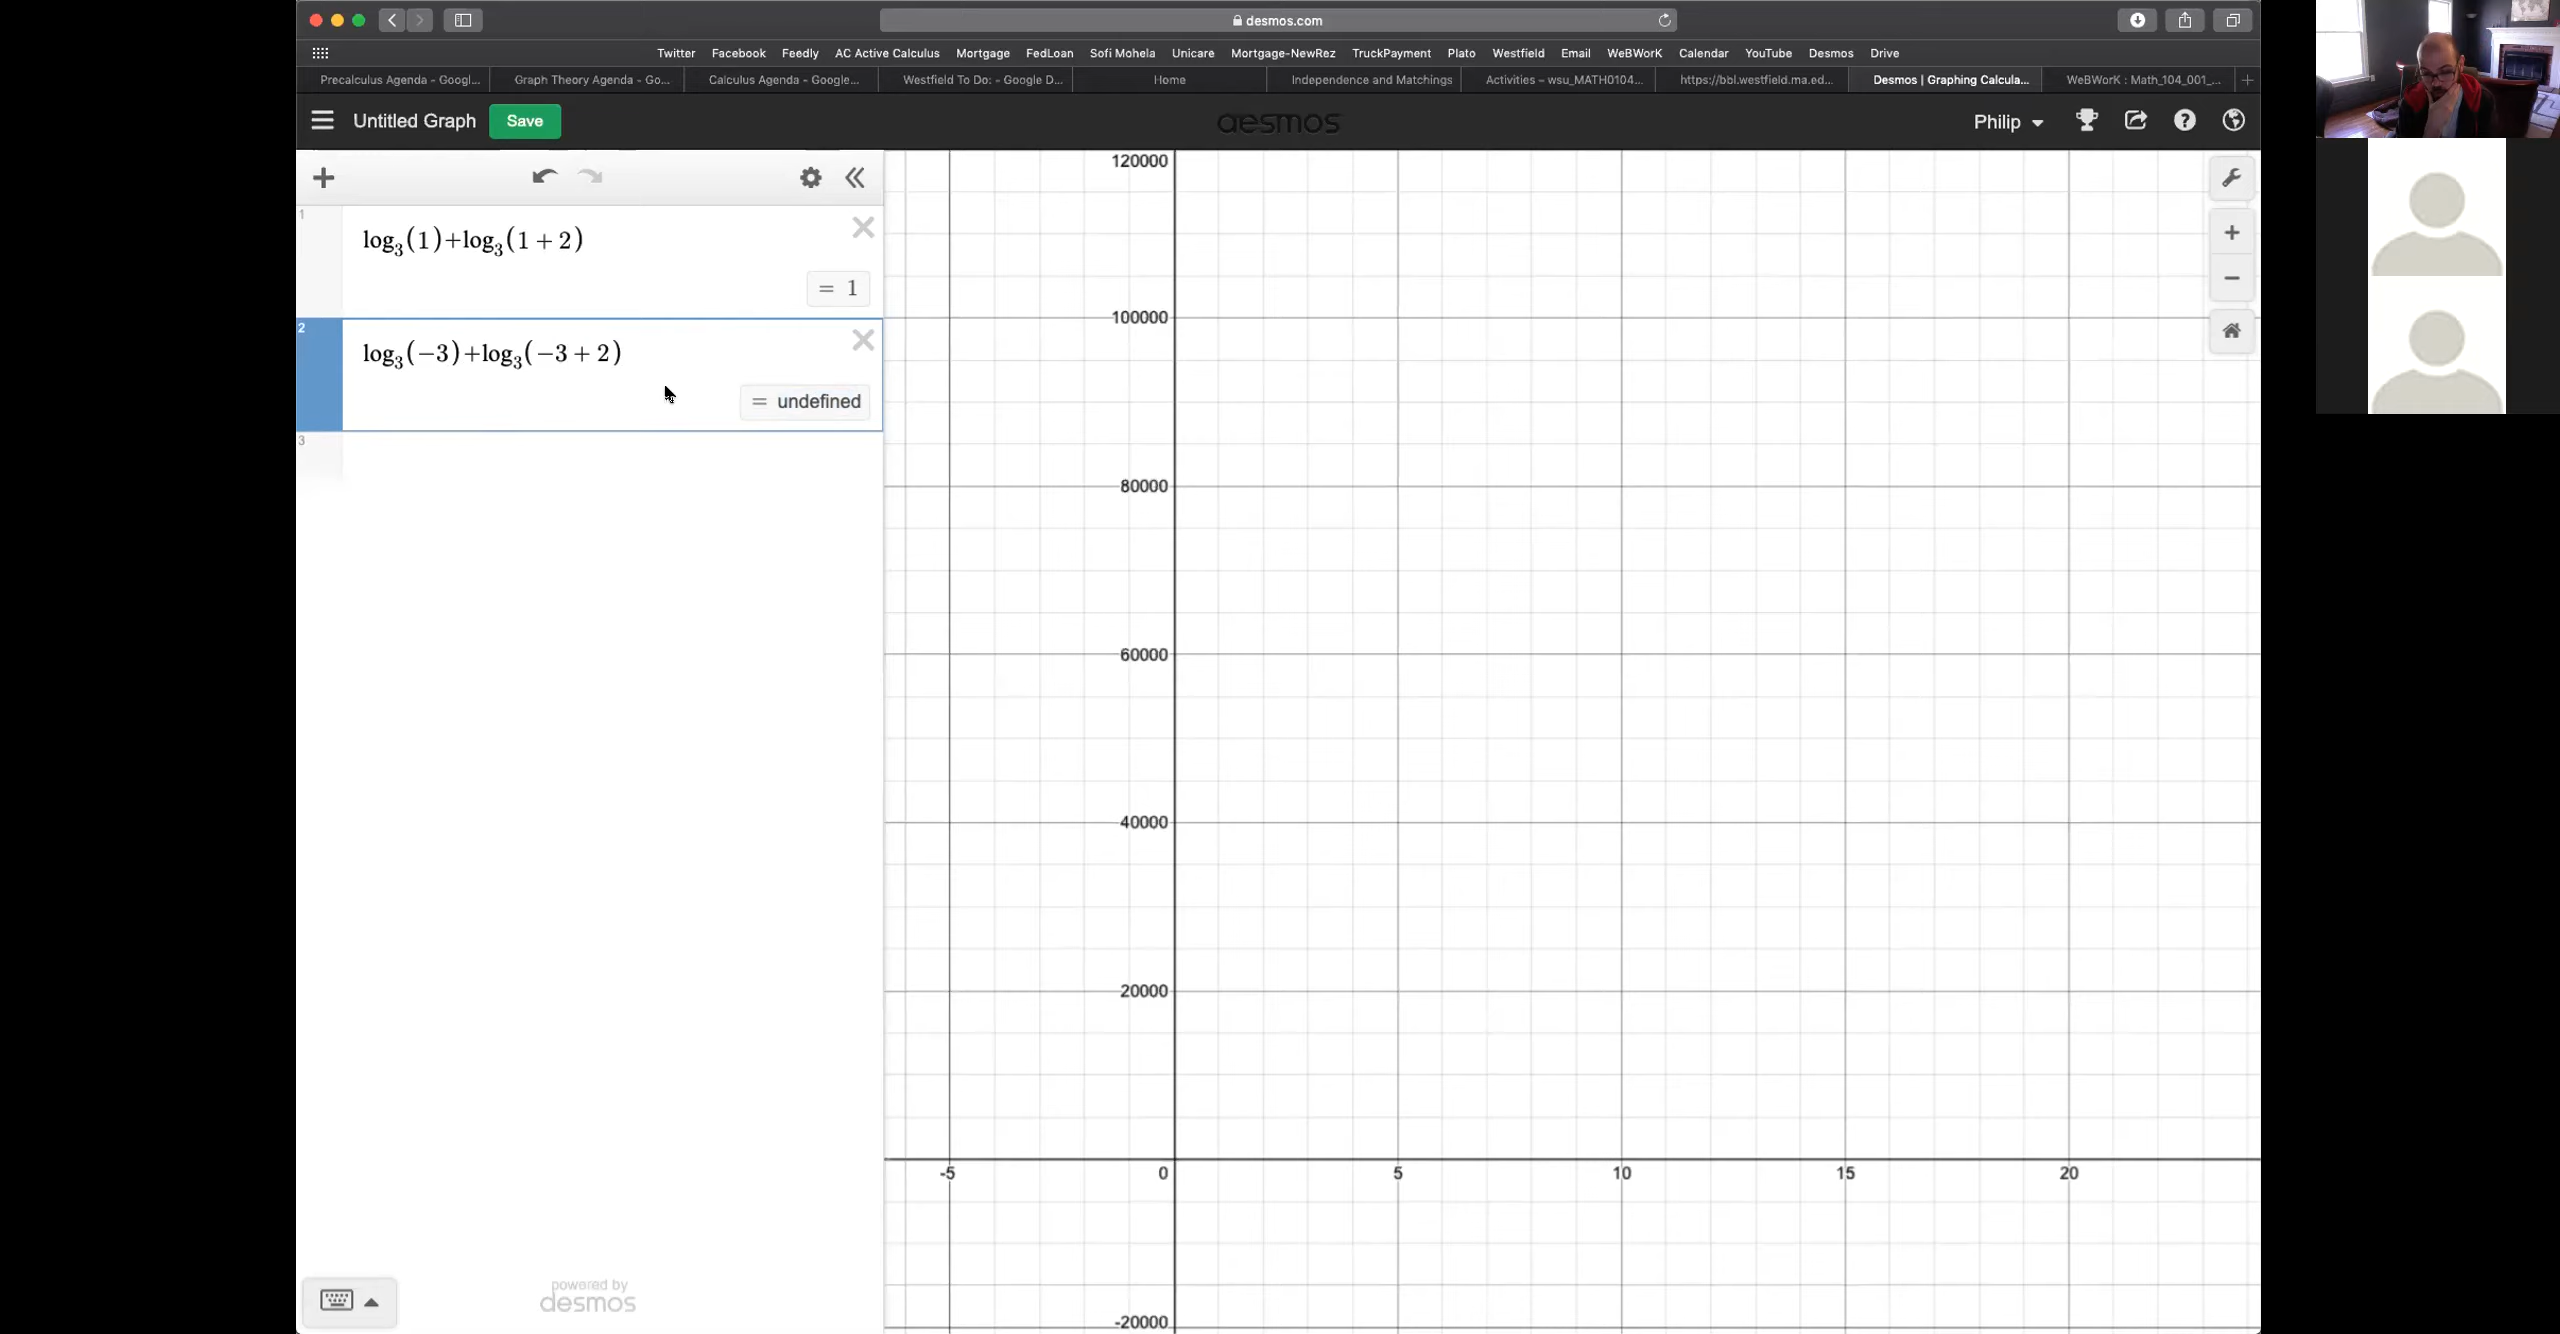 desmos.com
Twitter Facebook Feedly AC Active Calculus Mortgage FedLoan Sofi Mohela Unicare Mortgage-NewRez TruckPayment Plato Westfield Email WeBWorK Calendar YouTube Desmos Drive
Precalculus Agenda - Googl... Graph Theory Agenda - Go... Calculus Agenda - Google... Westfield To Do: - Google D... Home Independence and Matchings Activities – wsu_MATH0104... https://bbl.westfield.ma.ed... Desmos | Graphing Calcula... WeBWorK : Math_104_001_...
Untitled Graph Save desmos Philip
1
log₃(1)+log₃(1 + 2)
= 1
2
log₃(−3)+log₃(−3 + 2)
= undefined
3
120000
100000
80000
60000
40000
20000
-5 0 5 10 15 20
-20000
powered by
desmos